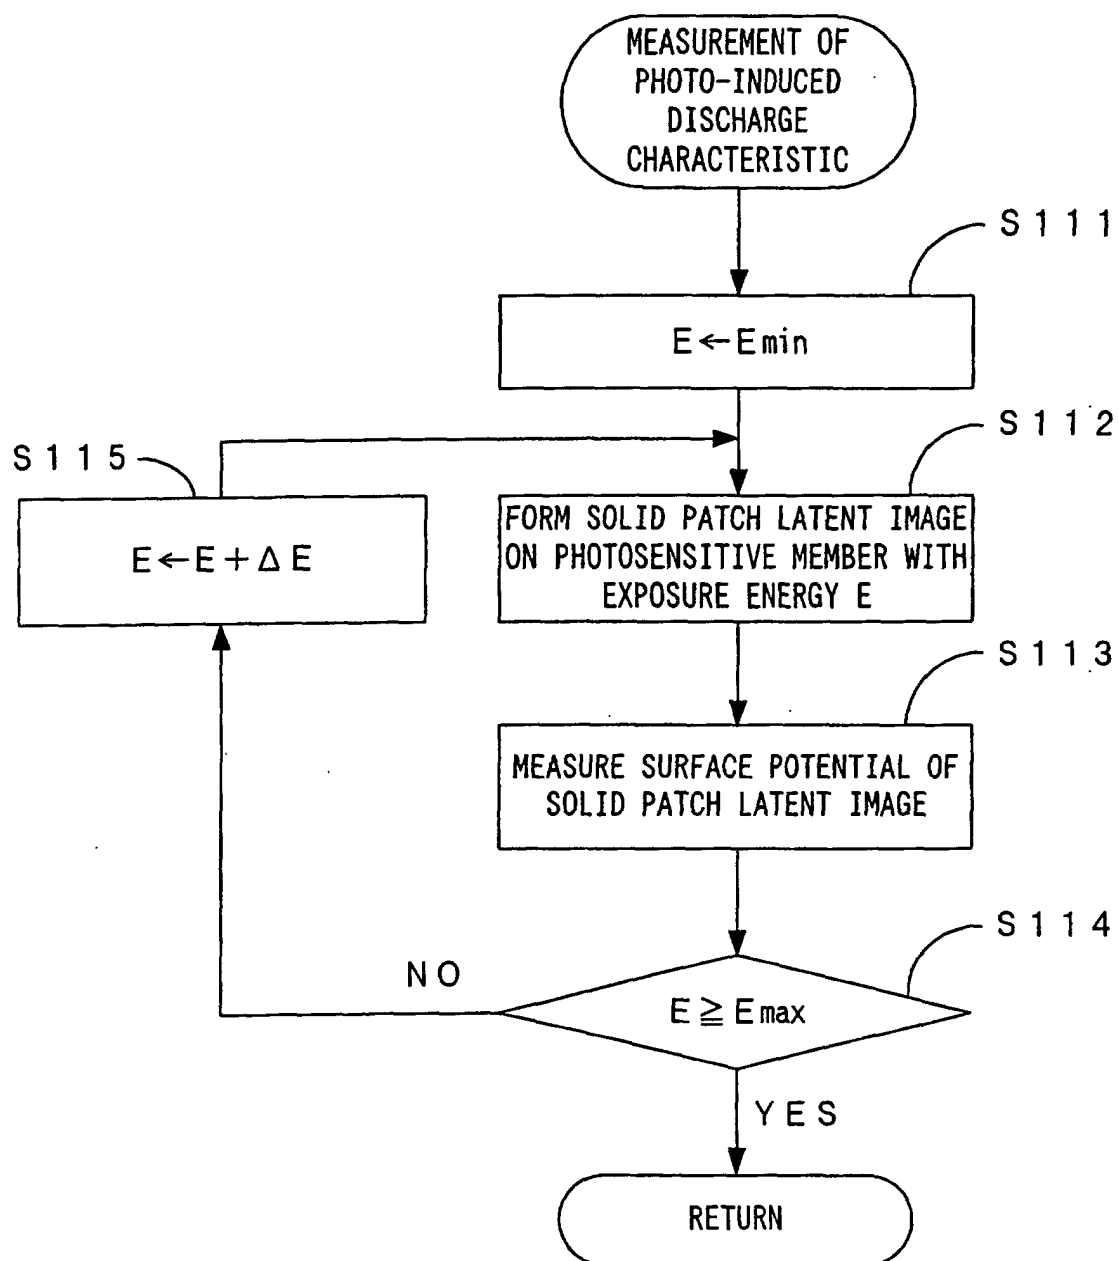 MEASUREMENT OF
PHOTO-INDUCED
DISCHARGE
CHARACTERISTIC
S111
E←Emin
S112
S115
FORM SOLID PATCH LATENT IMAGE
ON PHOTOSENSITIVE MEMBER WITH
EXPOSURE ENERGY E
E←E+ΔE
S113
MEASURE SURFACE POTENTIAL OF
SOLID PATCH LATENT IMAGE
S114
NO
E≧Emax
YES
RETURN